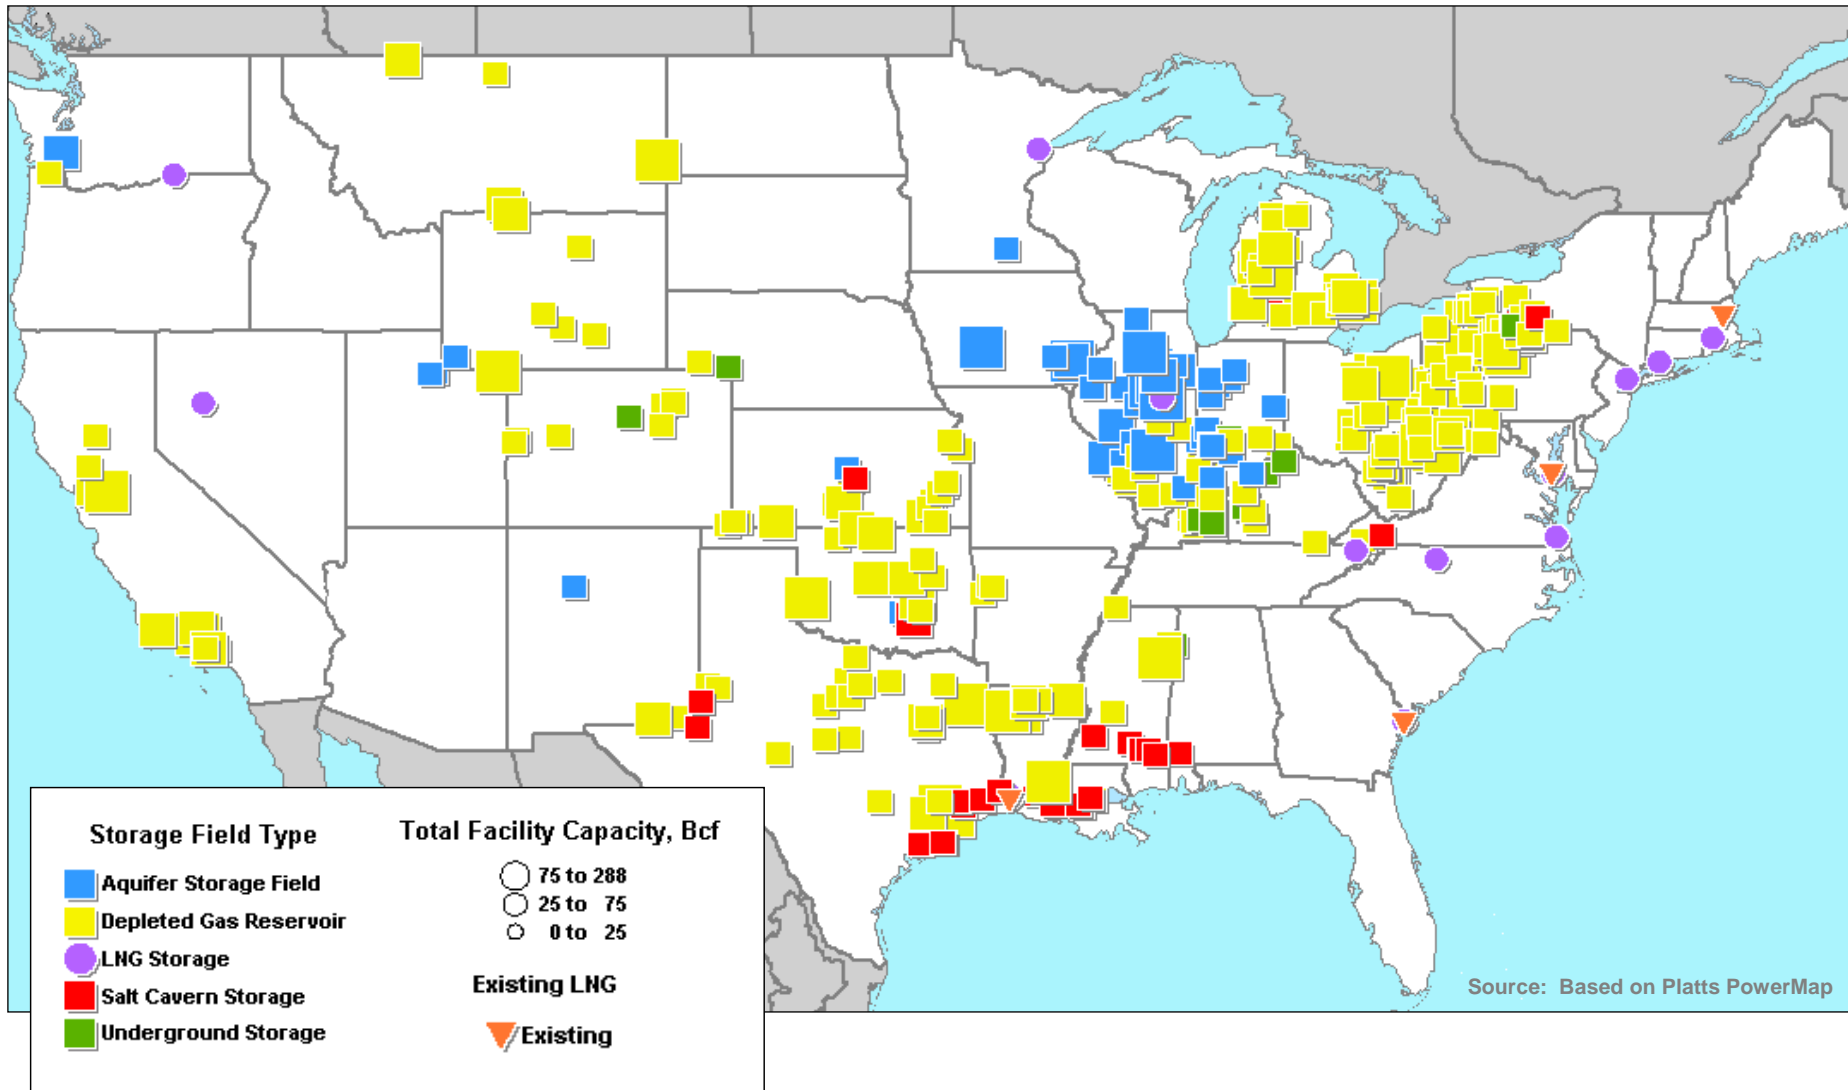 Source: Based on Platts PowerMap
Storage Field Type
Aquifer Storage Field
Depleted Gas Reservoir
LNG Storage
Salt Cavern Storage
Underground Storage
Total Facility Capacity, Bcf
75 to 288
25 to 75
0 to 25
Existing LNG
Existing